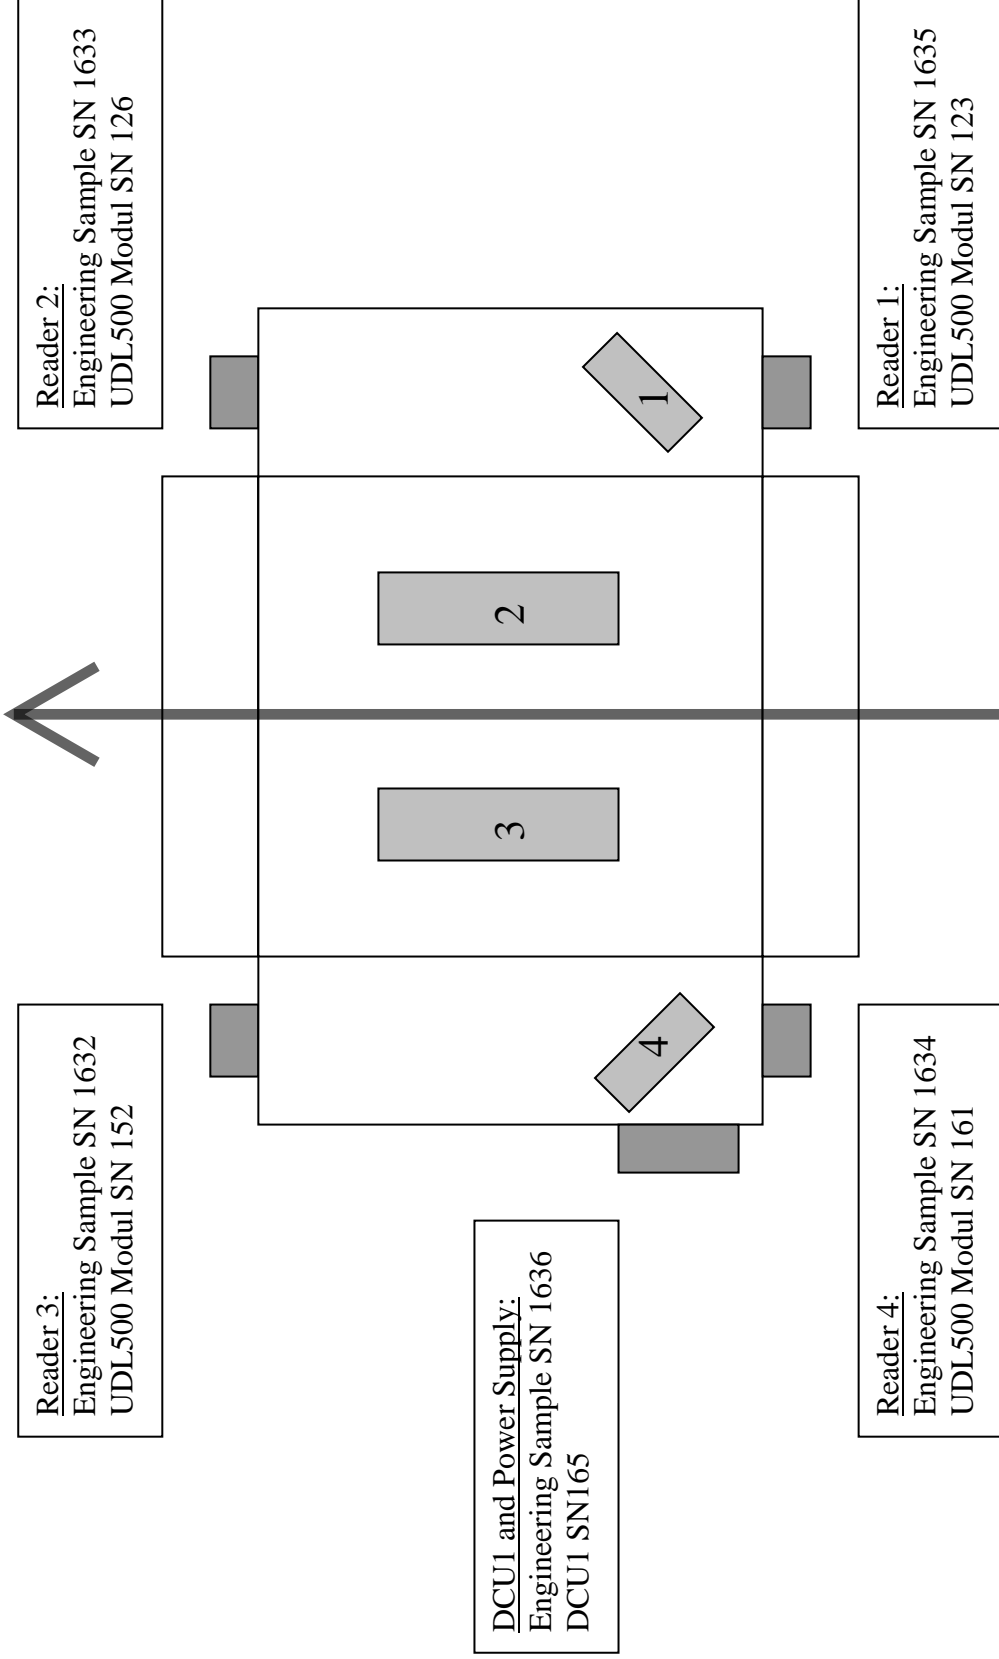 Reader 3:
Engineering Sample SN 1632
UDL500 Modul SN 152
Reader 2:
Engineering Sample SN 1633
UDL500 Modul SN 126
DCU1 and Power Supply:
Engineering Sample SN 1636
DCU1 SN165
3
2
4
1
Reader 4:
Engineering Sample SN 1634
UDL500 Modul SN 161
Reader 1:
Engineering Sample SN 1635
UDL500 Modul SN 123